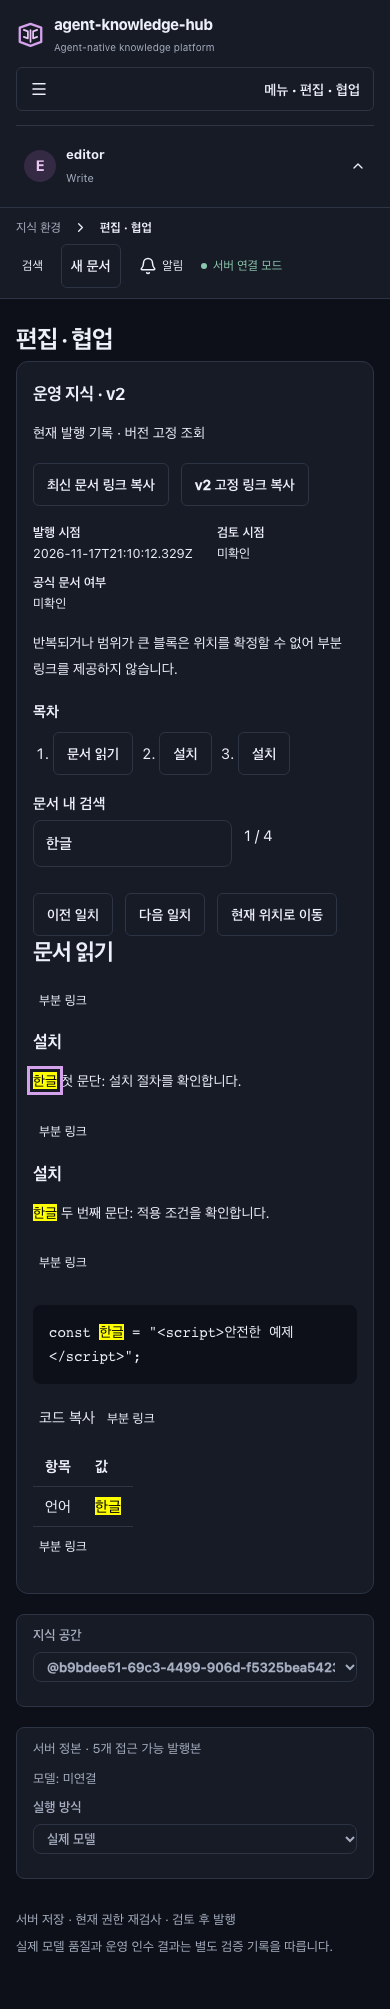 agent-knowledge-hub
Agent-native knowledge platform
메뉴 · 편집 · 협업
E
editor
Write
지식 환경 > 편집 · 협업
검색 새 문서 알림 서버 연결 모드
편집 · 협업
운영 지식 · v2
현재 발행 기록 · 버전 고정 조회
최신 문서 링크 복사 v2 고정 링크 복사
발행 시점 검토 시점
2026-11-17T21:10:12.329Z 미확인
공식 문서 여부
미확인
반복되거나 범위가 큰 블록은 위치를 확정할 수 없어 부분
링크를 제공하지 않습니다.
목차
1. 문서 읽기 2. 설치 3. 설치
문서 내 검색
한글 1 / 4
이전 일치 다음 일치 현재 위치로 이동
문서 읽기
부분 링크
설치
한글 첫 문단: 설치 절차를 확인합니다.
부분 링크
설치
한글 두 번째 문단: 적용 조건을 확인합니다.
부분 링크
const 한글 = "<script>안전한 예제
</script>";
코드 복사 부분 링크
항목 값
언어 한글
부분 링크
지식 공간
@b9bdee51-69c3-4499-906d-f5325bea5423
서버 정본 · 5개 접근 가능 발행본
모델: 미연결
실행 방식
실제 모델
서버 저장 · 현재 권한 재검사 · 검토 후 발행
실제 모델 품질과 운영 인수 결과는 별도 검증 기록을 따릅니다.